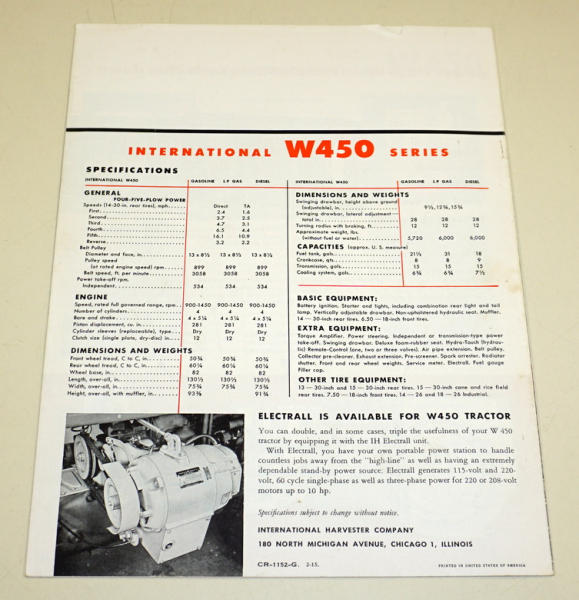 INTERNATIONAL W450 SERIES
SPECIFICATIONS
INTERNATIONAL W450 GASOLINE L P GAS DIESEL
GENERAL
FOUR-FIVE-PLOW POWER
Speeds (14-30-in. rear tires), mph. Direct TA
First 2.4 1.6
Second 3.7 2.5
Third 4.7 3.1
Fourth 6.5 4.4
Fifth 16.1 10.9
Reverse 3.2 2.2
Belt Pulley
Diameter and face, in. 13 x 8½ 13 x 8½ 13 x 8½
Pulley speed
(at rated engine speed) rpm 899 899 899
Belt speed, ft. per minute 3058 3058 3058
Power take-off rpm,
Independent 534 534 534
ENGINE
Speed, rated full governed range, rpm 900-1450 900-1450 900-1450
Number of cylinders 4 4 4
Bore and stroke 4 x 5¼ 4 x 5¼ 4 x 5¼
Piston displacement, cu. in. 281 281 281
Cylinder sleeves (replaceable), type Dry Dry Dry
Clutch size (single plate, dry-disc) in. 12 12 12
DIMENSIONS AND WEIGHTS
Front wheel tread, C to C, in. 50¾ 50¾ 50¾
Rear wheel tread, C to C, in. 60¼ 60¼ 60¼
Wheel base, in. 82 82 82
Length, over-all, in. 130½ 130½ 130½
Width, over-all, in. 75¾ 75¾ 75¾
Height, over-all, with muffler, in. 93¾ 91¾
INTERNATIONAL W450 GASOLINE L P GAS DIESEL
DIMENSIONS AND WEIGHTS
Swinging drawbar, height above ground
(adjustable), in.
Swinging drawbar, lateral adjustment—
total in. 28 28 28
Turning radius with braking, ft. 12 12 12
Approximate weight, lbs.
(without fuel or water) 5,720 6,000 6,000
CAPACITIES (approx. U. S. measure)
Fuel tank, gals. 21½ 31 18
Crankcase, qts. 8 8 9
Transmission, gals. 15 15 15
Cooling system, gals. 6¾ 6¾ 7½
BASIC EQUIPMENT:
Battery ignition. Starter and lights, including combination rear light and tail
lamp. Vertically adjustable drawbar. Non-upholstered hydraulic seat. Muffler.
14 — 30-inch rear tires. 6.50 — 18-inch front tires.
EXTRA EQUIPMENT:
Torque Amplifier. Power steering. Independent or transmission-type power
take-off. Swinging drawbar. Deluxe foam-rubber seat. Hydra-Touch (hydrau-
lic) Remote-Control (one, two or three valves). Air pipe extension. Belt pulley.
Collector pre-cleaner. Exhaust extension. Pre-screener. Spark arrester. Radiator
shutter. Front and rear wheel weights. Service meter. Electrall. Fuel gauge
Filler cap.
OTHER TIRE EQUIPMENT:
13 — 30-inch and 15 — 30-inch rear tires. 15 — 30-inch cane and rice field
rear tires. 7.50 — 18-inch front tires. 14 — 26 and 18 — 26 Industrial.
ELECTRALL IS AVAILABLE FOR W450 TRACTOR
You can double, and in some cases, triple the usefulness of your W 450
tractor by equipping it with the IH Electrall unit.
With Electrall, you have your own portable power station to handle
countless jobs away from the "high-line" as well as having an extremely
dependable stand-by power source. Electrall generates 115-volt and 220-
volt, 60 cycle single-phase as well as three-phase power for 220 or 208-volt
motors up to 10 hp.
Specifications subject to change without notice.
INTERNATIONAL HARVESTER COMPANY
180 NORTH MICHIGAN AVENUE, CHICAGO 1, ILLINOIS
CR-1152-G. 2-15. PRINTED IN UNITED STATES OF AMERICA